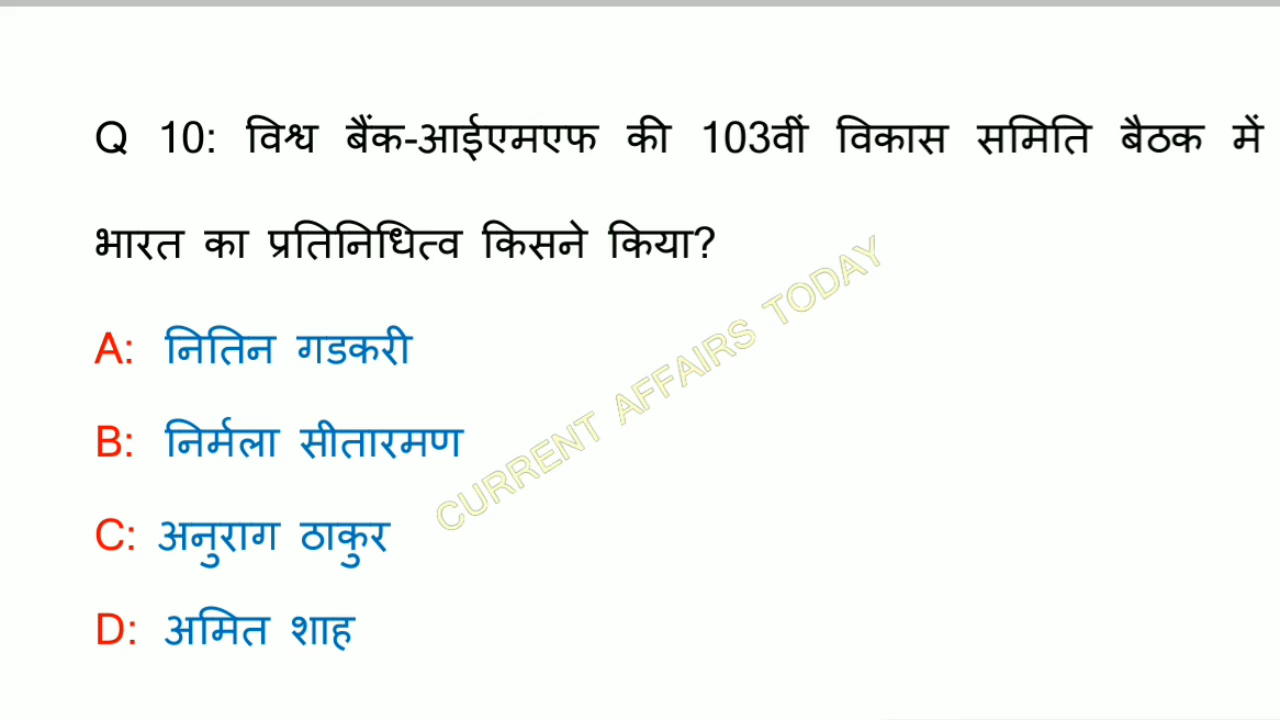 Q 10: विश्व बैंक-आईएमएफ की 103वीं विकास समिति बैठक में
भारत का प्रतिनिधित्व किसने किया?
A: नितिन गडकरी
B: निर्मला सीतारमण
C: अनुराग ठाकुर
D: अमित शाह
CURRENT AFFAIRS TODAY